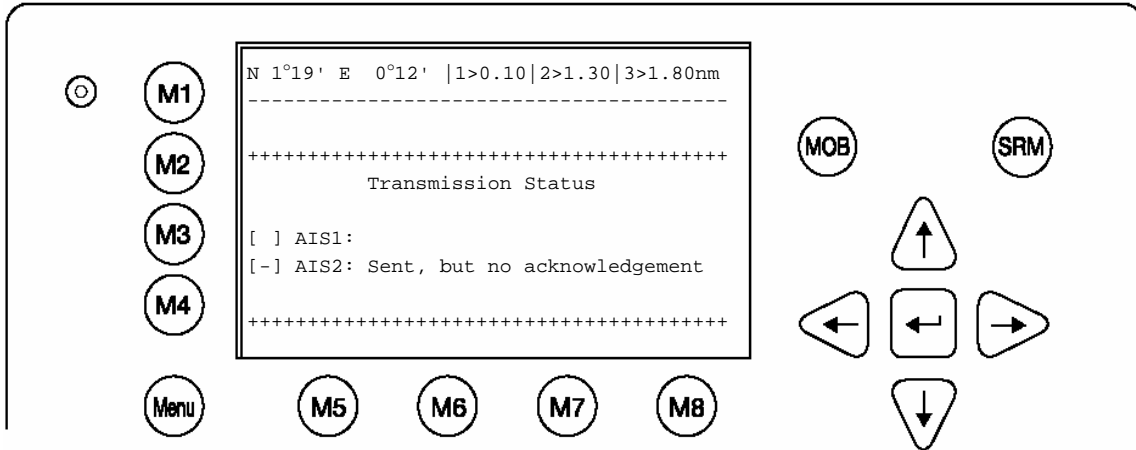 N 1°19' E 0°12' |1>0.10|2>1.30|3>1.80nm
----------------------------------------
++++++++++++++++++++++++++++++++++++++++
Transmission Status
[ ] AIS1:
[-] AIS2: Sent, but no acknowledgement
++++++++++++++++++++++++++++++++++++++++
M1
M2
M3
M4
Menu
M5
M6
M7
M8
MOB
SRM